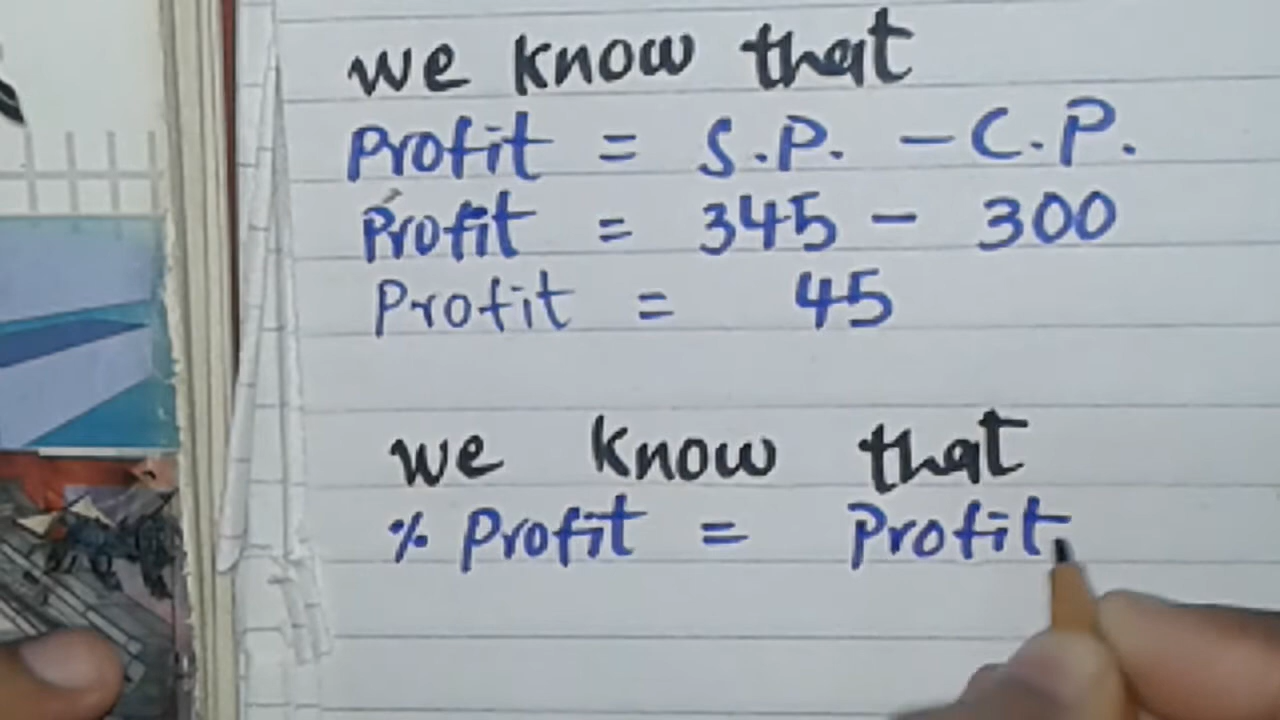 we know that
Profit = S.P. - C.P.
Profit = 345 - 300
Profit = 45
we know that
% Profit = Profit